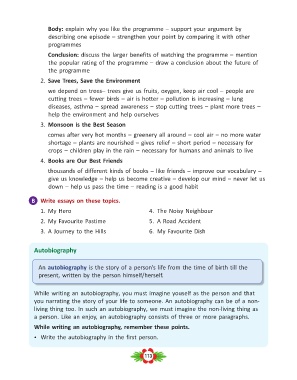 Body: explain why you like the programme – support your argument by
describing one episode – strengthen your point by comparing it with other
programmes
Conclusion: discuss the larger benefits of watching the programme – mention
the popular rating of the programme – draw a conclusion about the future of
the programme
2. Save Trees, Save the Environment
we depend on trees– trees give us fruits, oxygen, keep air cool – people are
cutting trees – fewer birds – air is hotter – pollution is increasing – lung
diseases, asthma – spread awareness – stop cutting trees – plant more trees –
help the environment and help ourselves
3. Monsoon is the Best Season
comes after very hot months – greenery all around – cool air – no more water
shortage – plants are nourished – gives relief – short period – necessary for
crops – children play in the rain – necessary for humans and animals to live
4. Books are Our Best Friends
thousands of different kinds of books – like friends – improve our vocabulary –
give us knowledge – help us become creative – develop our mind – never let us
down – help us pass the time – reading is a good habit
B Write essays on these topics.
1. My Hero
4. The Noisy Neighbour
2. My Favourite Pastime
5. A Road Accident
3. A Journey to the Hills
6. My Favourite Dish
Autobiography
An autobiography is the story of a person's life from the time of birth till the
present, written by the person himself/herself.
While writing an autobiography, you must imagine youself as the person and that
you narrating the story of your life to someone. An autobiography can be of a non-
living thing too. In such an autobiography, we must imagine the non-living thing as
a person. Like an enjoy, an autobiography consists of three or more paragraphs.
While writing an autobiography, remember these points.
• Write the autobiography in the first person.
113